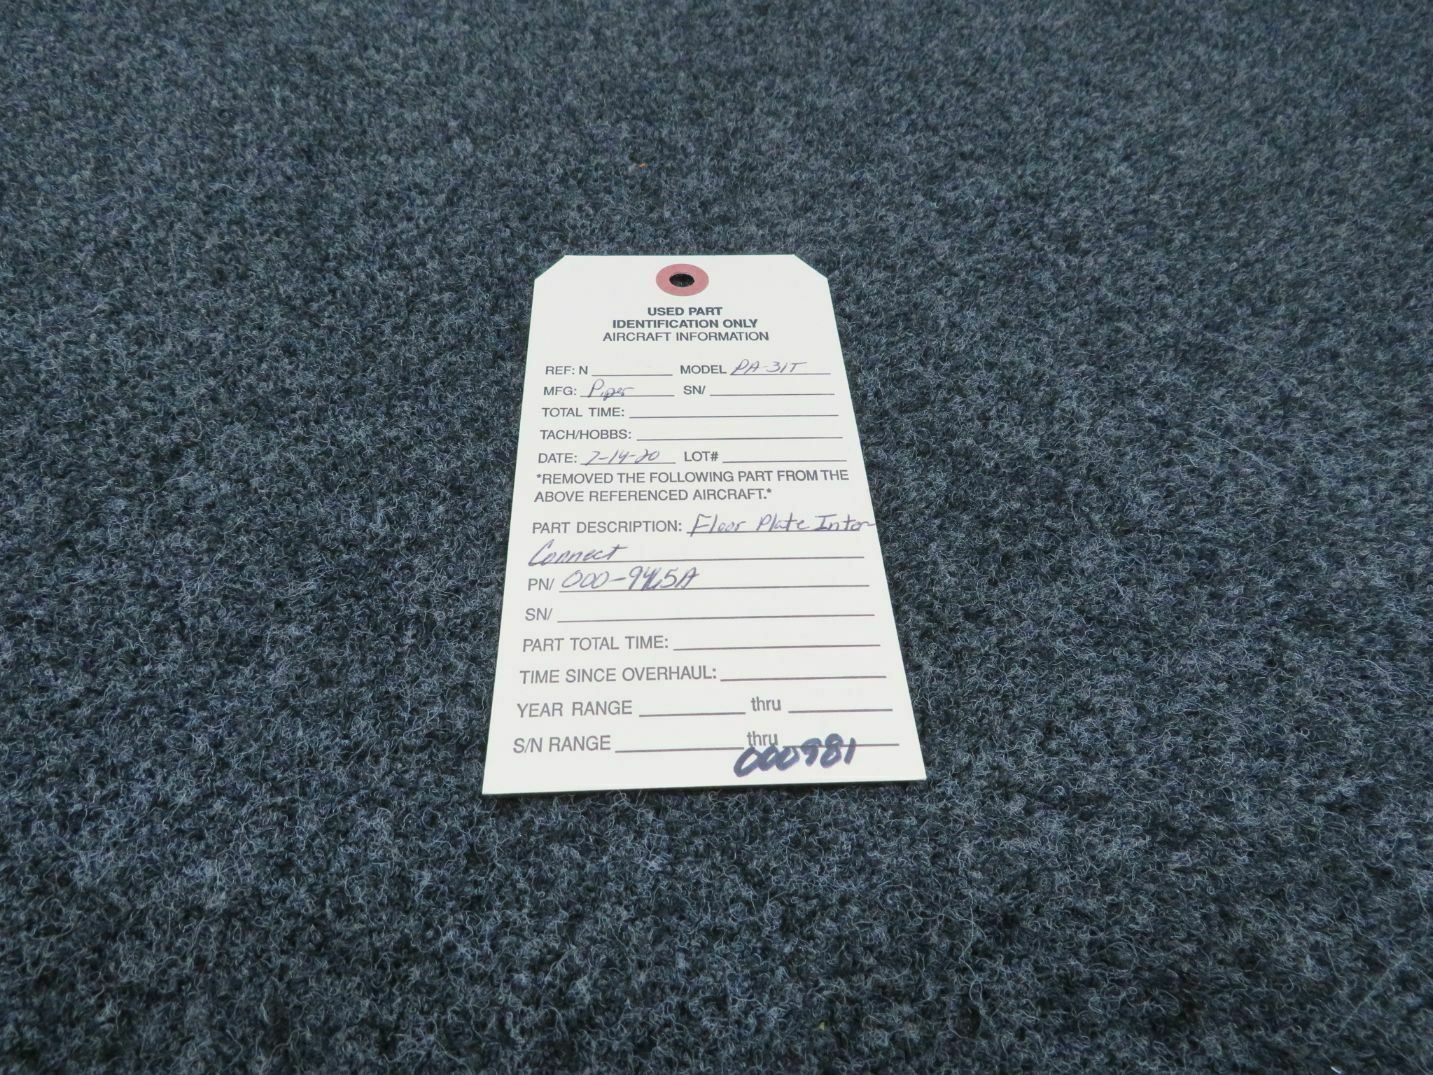 USED PART
IDENTIFICATION ONLY
AIRCRAFT INFORMATION
REF: N MODEL PA-31T
MFG: Piper SN/
TOTAL TIME:
TACH/HOBBS:
DATE: 7-14-20 LOT#
*REMOVED THE FOLLOWING PART FROM THE
ABOVE REFERENCED AIRCRAFT.*
PART DESCRIPTION: Floor Plate Inter
Connect
PN/
SN/
PART TOTAL TIME:
TIME SINCE OVERHAUL:
YEAR RANGE thru
S/N RANGE thru
000981